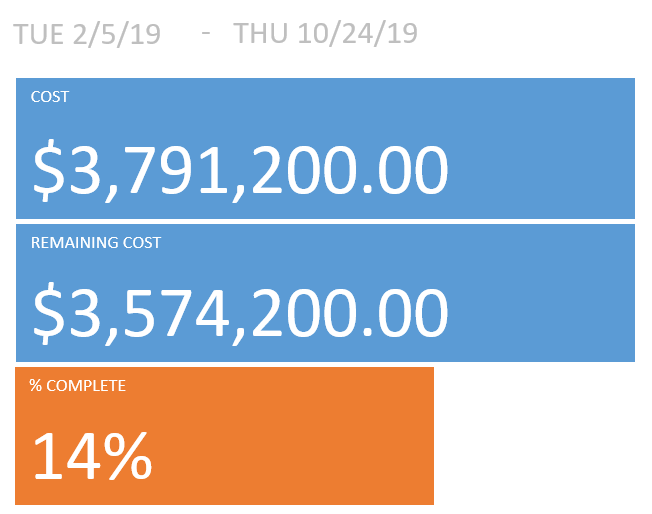 TUE 2/5/19 - THU 10/24/19
COST
$3,791,200.00
REMAINING COST
$3,574,200.00
% COMPLETE
14%